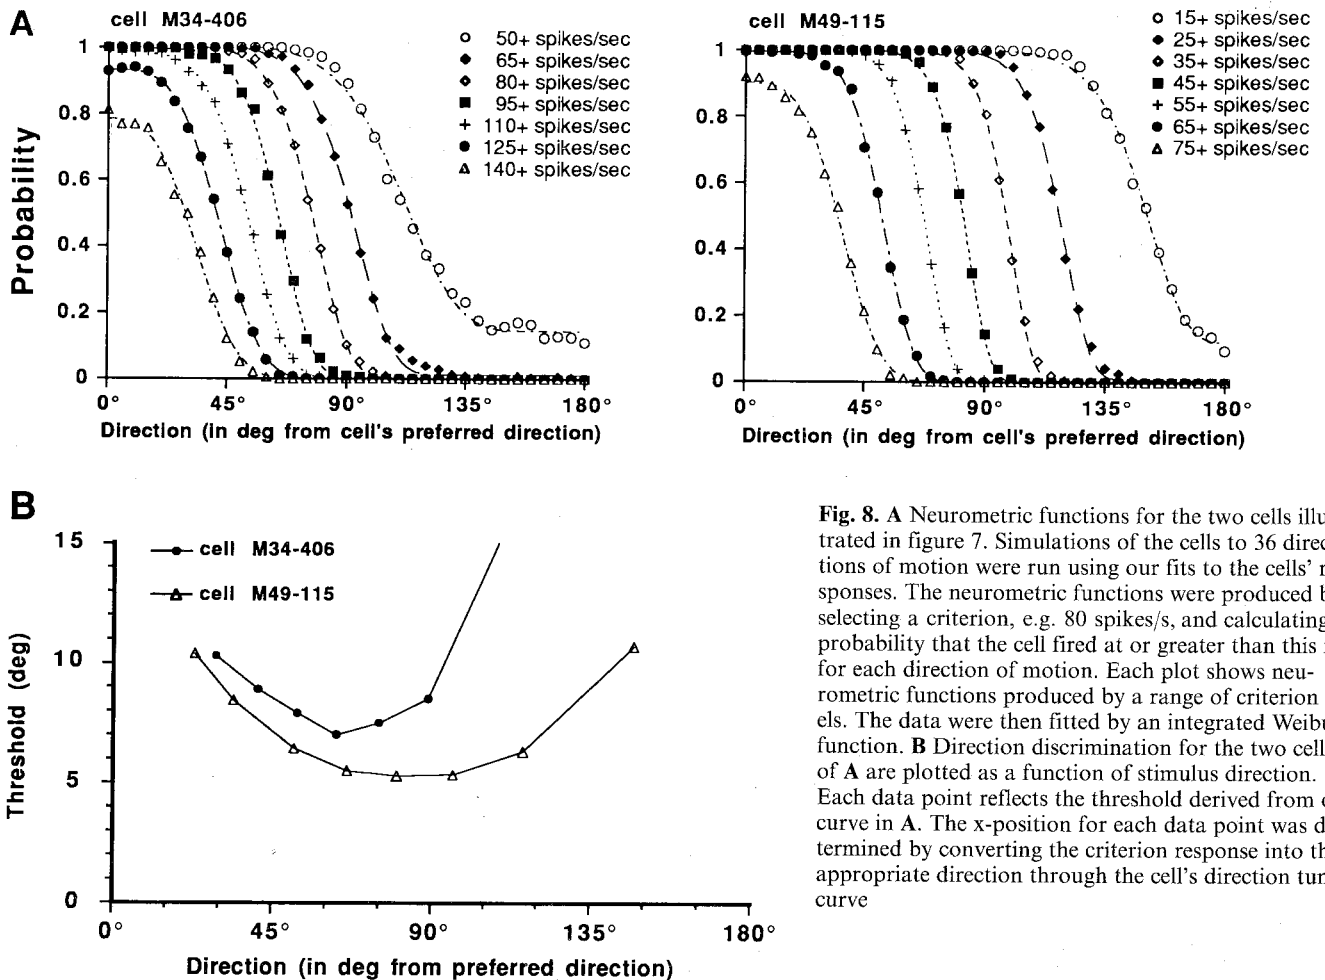 A
cell M34-406
50+ spikes/sec
65+ spikes/sec
80+ spikes/sec
95+ spikes/sec
110+ spikes/sec
125+ spikes/sec
140+ spikes/sec
Probability
1
0.8
0.6
0.4
0.2
0
0° 45° 90° 135° 180°
Direction (in deg from cell's preferred direction)
cell M49-115
15+ spikes/sec
25+ spikes/sec
35+ spikes/sec
45+ spikes/sec
55+ spikes/sec
65+ spikes/sec
75+ spikes/sec
1
0.8
0.6
0.4
0.2
0
0° 45° 90° 135° 180°
Direction (in deg from cell's preferred direction)
B
cell M34-406
cell M49-115
Threshold (deg)
15
10
5
0
0° 45° 90° 135° 180°
Direction (in deg from preferred direction)
Fig. 8. A Neurometric functions for the two cells illu
trated in figure 7. Simulations of the cells to 36 direc
tions of motion were run using our fits to the cells'
sponses. The neurometric functions were produced
selecting a criterion, e.g. 80 spikes/s, and calculating
probability that the cell fired at or greater than this
for each direction of motion. Each plot shows neu-
rometric functions produced by a range of criterion
els. The data were then fitted by an integrated Weibu
function. B Direction discrimination for the two cell
of A are plotted as a function of stimulus direction.
Each data point reflects the threshold derived from
curve in A. The x-position for each data point was d
termined by converting the criterion response into th
appropriate direction through the cell's direction tun
curve